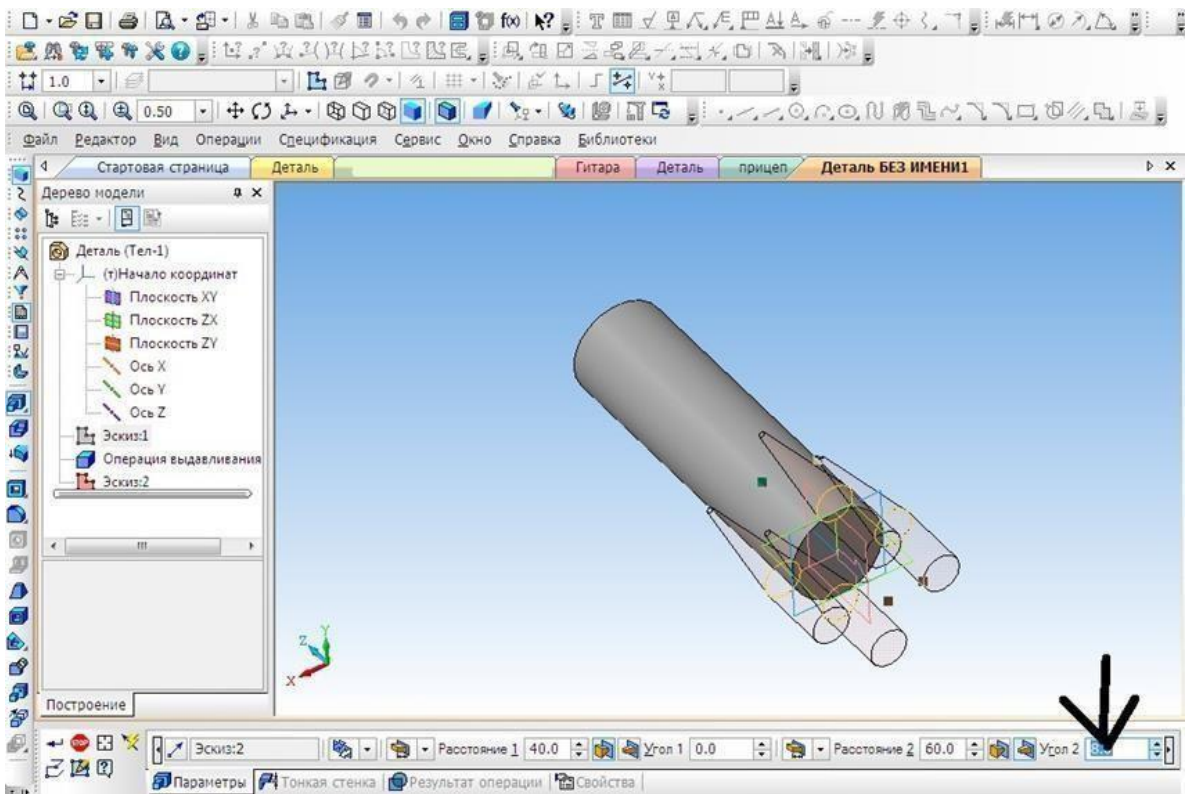 1.0
0.50
Файл Редактор Вид Операции Спецификация Сервис Окно Справка Библиотеки
Стартовая страница Деталь Гитара Деталь прицеп Деталь БЕЗ ИМЕНИ1
Дерево модели
Деталь (Тел-1)
(т)Начало координат
Плоскость XY
Плоскость ZX
Плоскость ZY
Ось X
Ось Y
Ось Z
Эскиз:1
Операция выдавливания
Эскиз:2
Z Y
X
Построение
Эскиз:2 Расстояние 1 40.0 Угол 1 0.0 Расстояние 2 60.0 Угол 2
STOP
Параметры Тонкая стенка Результат операции Свойства